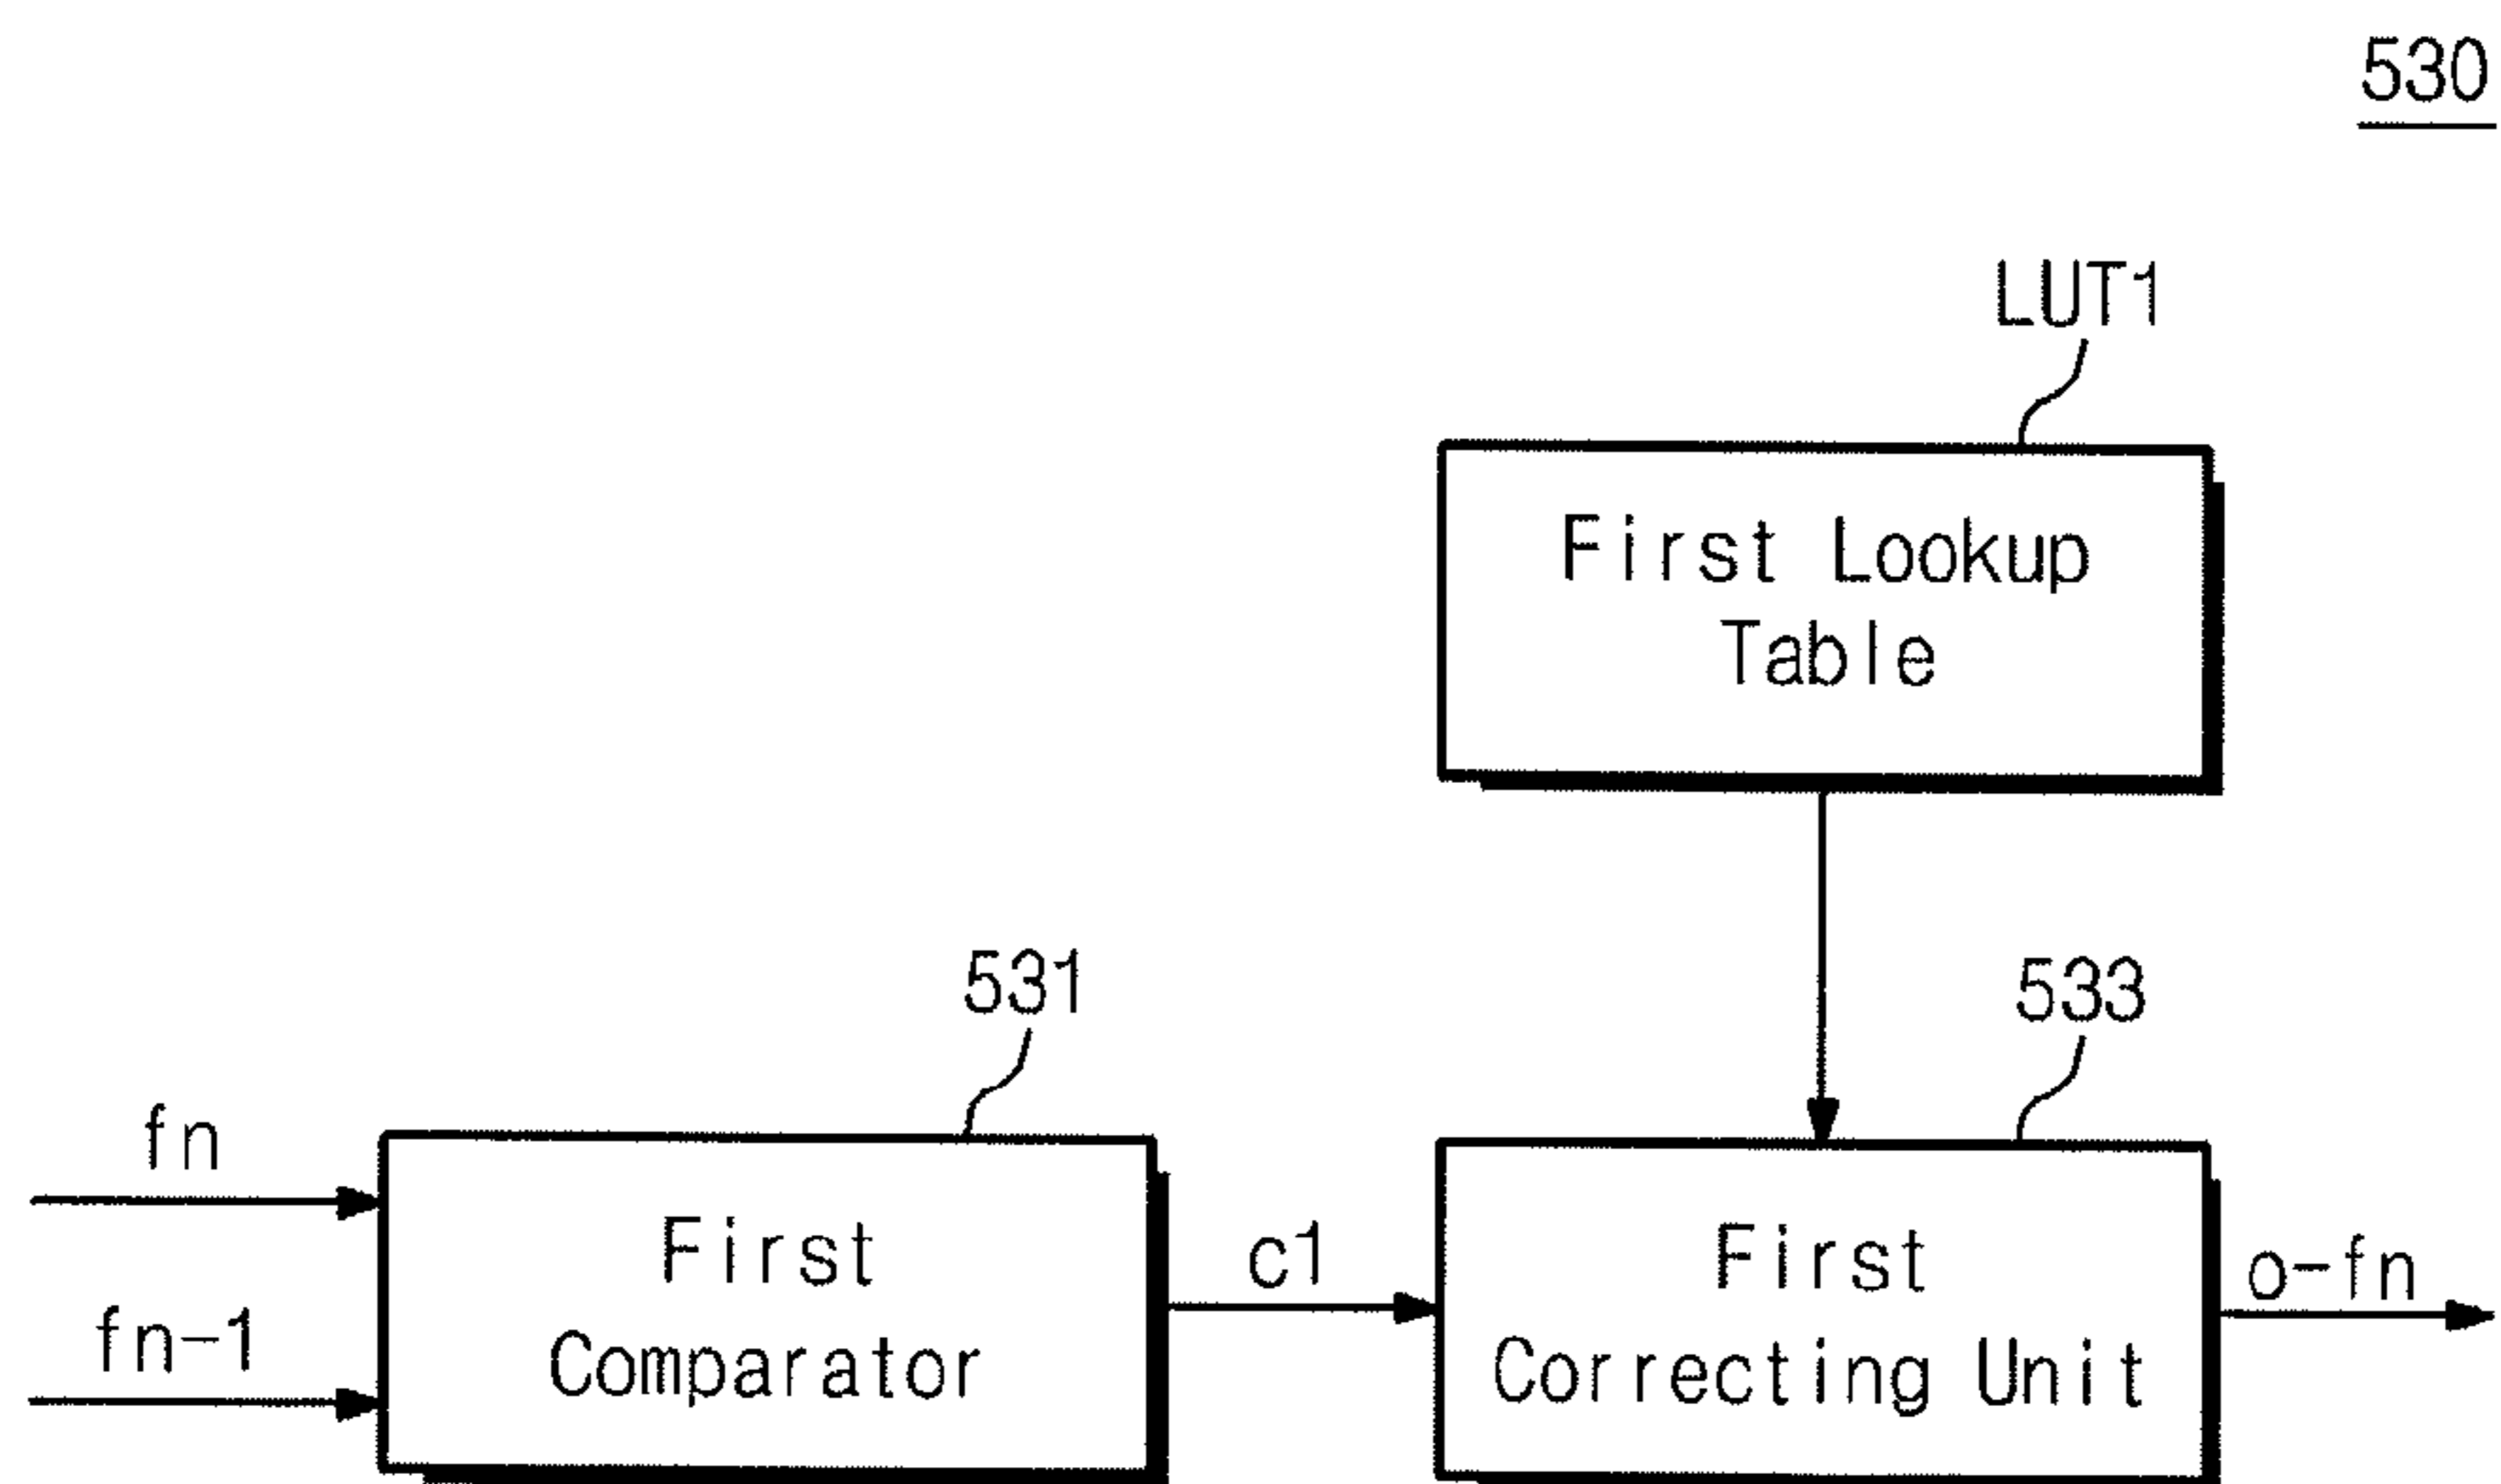 530
LUT1
First Lookup
Table
531
533
fn
First
Comparator
fn-1
c1
First
Correcting Unit
o-fn